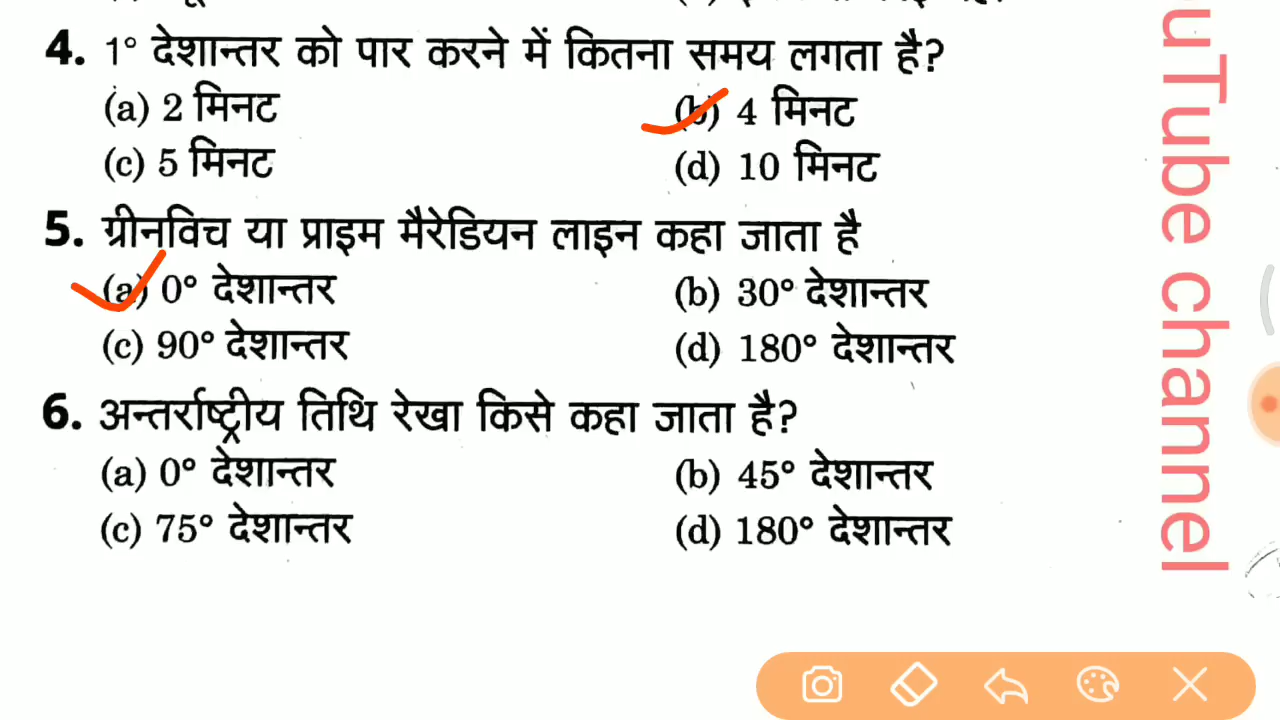 4. 1° देशान्तर को पार करने में कितना समय लगता है?
(a) 2 मिनट (b) 4 मिनट
(c) 5 मिनट (d) 10 मिनट
5. ग्रीनविच या प्राइम मैरेडियन लाइन कहा जाता है
(a) 0° देशान्तर (b) 30° देशान्तर
(c) 90° देशान्तर (d) 180° देशान्तर
6. अन्तर्राष्ट्रीय तिथि रेखा किसे कहा जाता है?
(a) 0° देशान्तर (b) 45° देशान्तर
(c) 75° देशान्तर (d) 180° देशान्तर
uTube channel